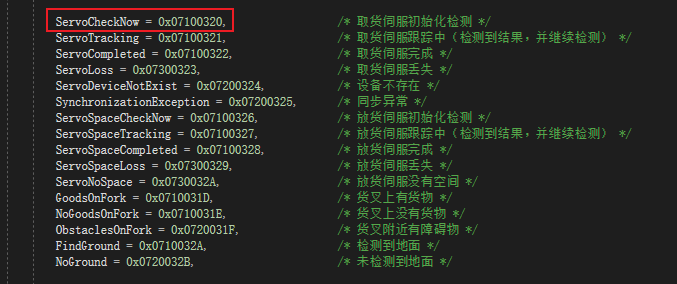 ServoCheckNow = 0x07100320, /* 取货伺服初始化检测 */
ServoTracking = 0x07100321, /* 取货伺服跟踪中（检测到结果，并继续检测） */
ServoCompleted = 0x07100322, /* 取货伺服完成 */
ServoLoss = 0x07300323, /* 取货伺服丢失 */
ServoDeviceNotExist = 0x07200324, /* 设备不存在 */
SynchronizationException = 0x07200325, /* 同步异常 */
ServoSpaceCheckNow = 0x07100326, /* 放货伺服初始化检测 */
ServoSpaceTracking = 0x07100327, /* 放货伺服跟踪中（检测到结果，并继续检测） */
ServoSpaceCompleted = 0x07100328, /* 放货伺服完成 */
ServoSpaceLoss = 0x07300329, /* 放货伺服丢失 */
ServoNoSpace = 0x0730032A, /* 放货伺服没有空间 */
GoodsOnFork = 0x0710031D, /* 货叉上有货物 */
NoGoodsOnFork = 0x0710031E, /* 货叉上没有货物 */
ObstaclesOnFork = 0x0720031F, /* 货叉附近有障碍物 */
FindGround = 0x0710032A, /* 检测到地面 */
NoGround = 0x0720032B, /* 未检测到地面 */